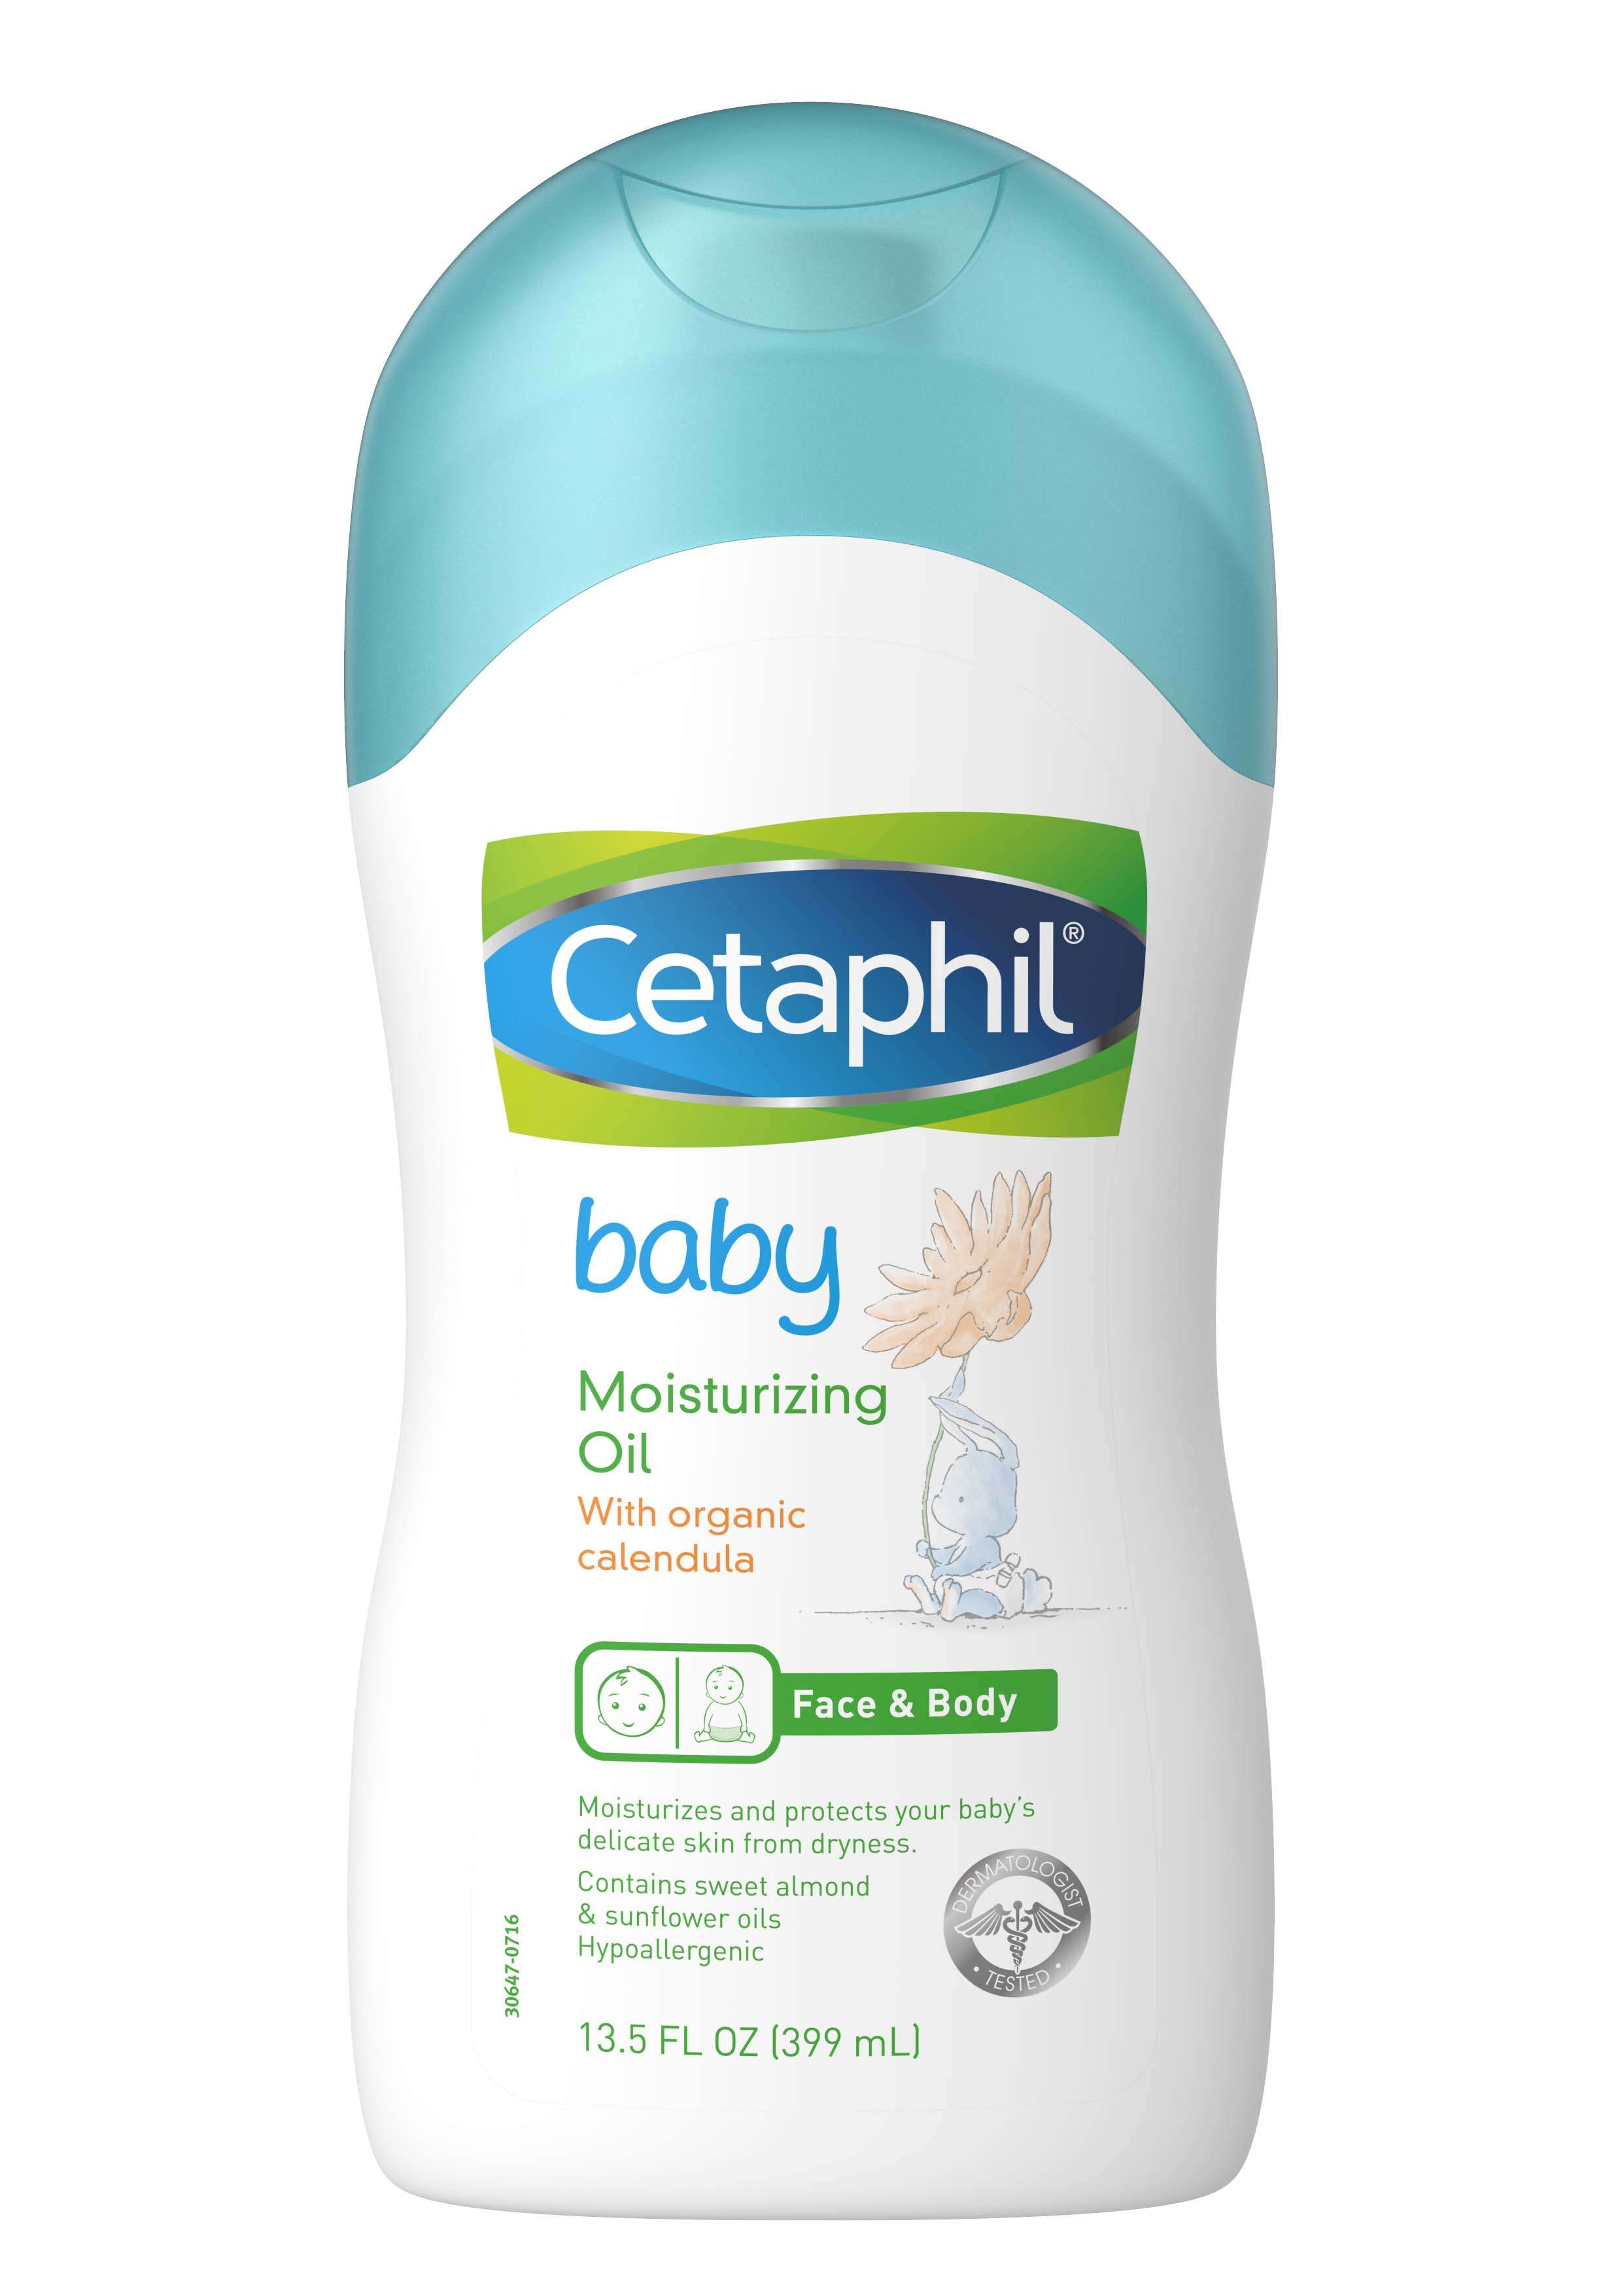 Cetaphil®
baby
Moisturizing
Oil
With organic
calendula
Face & Body
Moisturizes and protects your baby's
delicate skin from dryness.
Contains sweet almond
& sunflower oils
Hypoallergenic
DERMATOLOGIST
• TESTED •
30647-0716
13.5 FL OZ (399 mL)